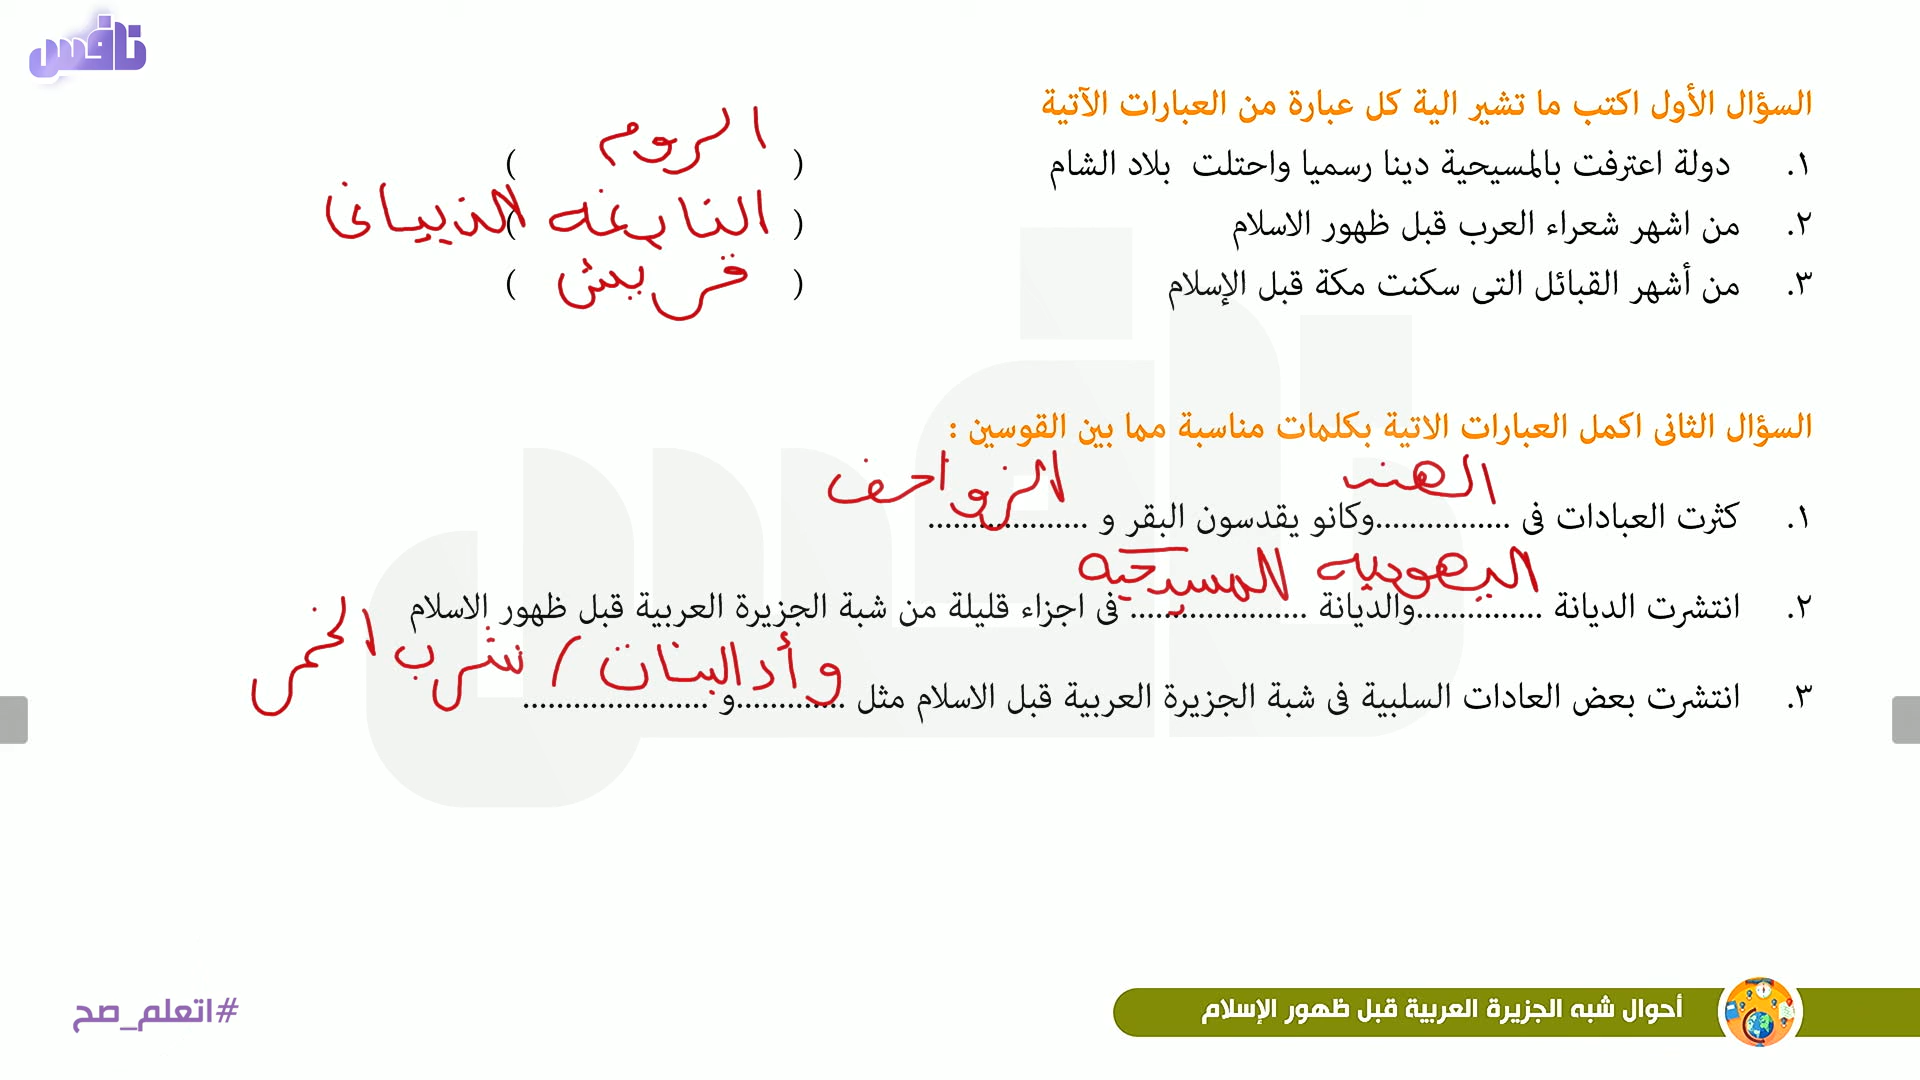 نافس
السؤال الأول اكتب ما تشير الية كل عبارة من العبارات الآتية
١. دولة اعترفت بالمسيحية دينا رسميا واحتلت بلاد الشام ( الروم )
٢. من اشهر شعراء العرب قبل ظهور الاسلام ( النابغه الذبيانى )
٣. من أشهر القبائل التى سكنت مكة قبل الإسلام ( قريش )
السؤال الثانى اكمل العبارات الاتية بكلمات مناسبة مما بين القوسين :
الهند الزواحف
١. كثرت العبادات فى ................وكانو يقدسون البقر و ...................
اليهوديه المسيحيه
٢. انتشرت الديانة ...............والديانة ..................... فى اجزاء قليلة من شبة الجزيرة العربية قبل ظهور الاسلام
وأد البنات / شرب الخمر
٣. انتشرت بعض العادات السلبية فى شبة الجزيرة العربية قبل الاسلام مثل .............و ......................
أحوال شبه الجزيرة العربية قبل ظهور الإسلام
#اتعلم_صح